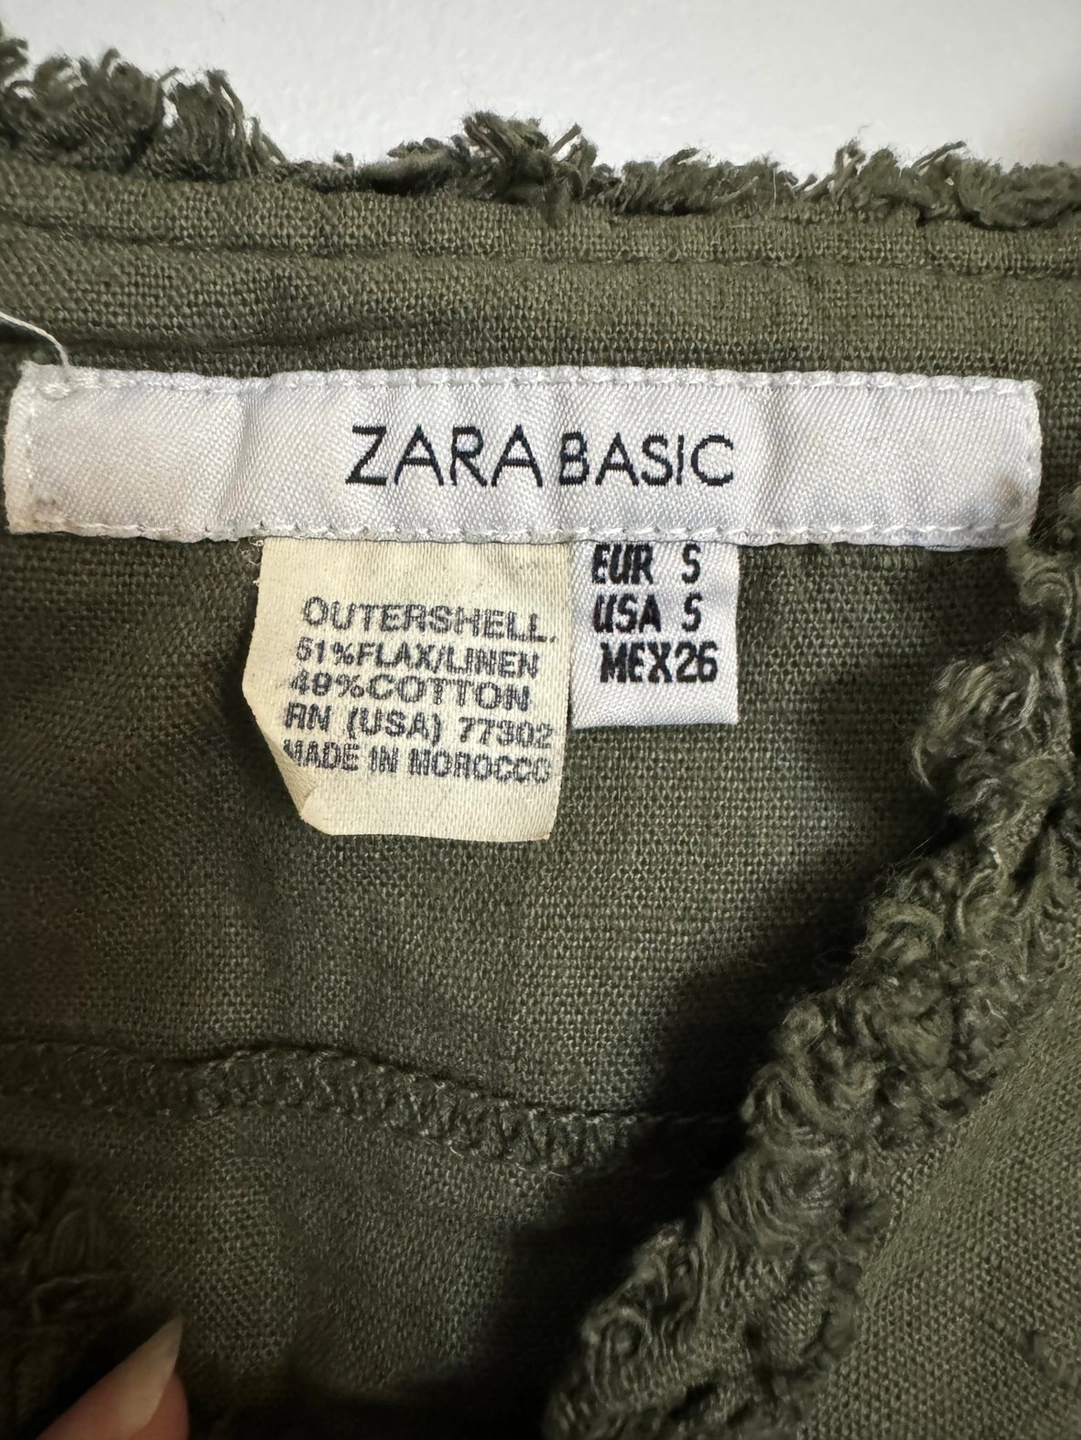 ZARA BASIC
OUTERSHELL.
51%FLAX/LINEN
49%COTTON
RN (USA) 77302
MADE IN MOROCCO
EUR S
USA S
MEX26